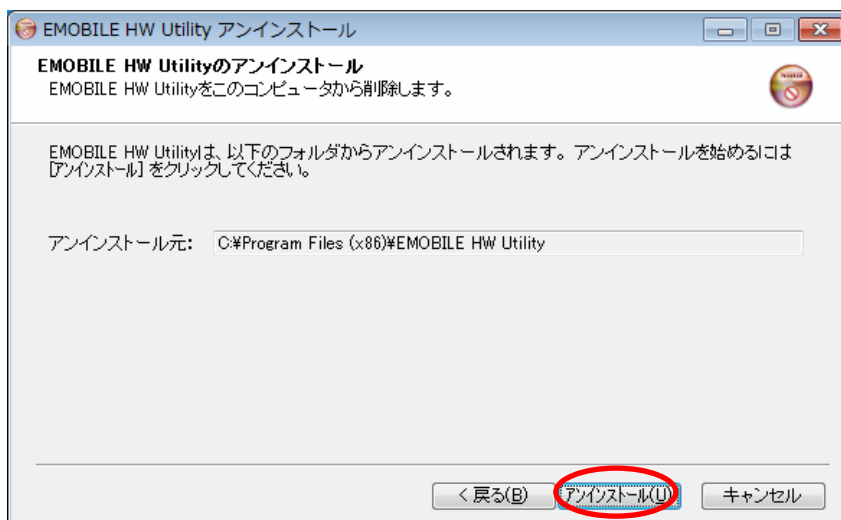 EMOBILE HW Utility アンインストール
EMOBILE HW Utilityのアンインストール
EMOBILE HW Utilityをこのコンピュータから削除します。
EMOBILE HW Utilityは、以下のフォルダからアンインストールされます。アンインストールを始めるには
[アンインストール] をクリックしてください。
アンインストール元: C:¥Program Files (x86)¥EMOBILE HW Utility
< 戻る(B) アンインストール(U) キャンセル